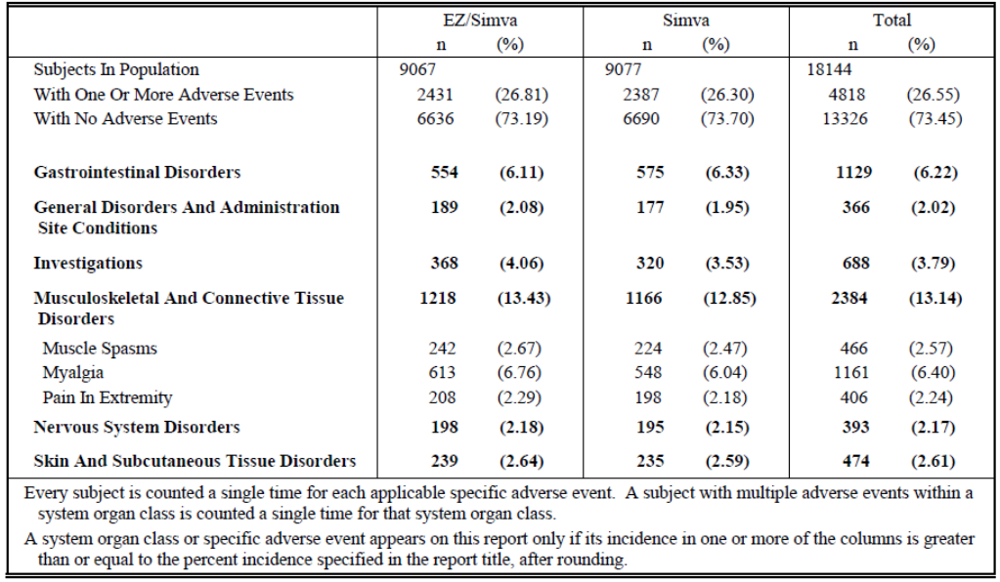 EZ/Simva Simva Total
n (%) n (%) n (%)
Subjects In Population 9067 9077 18144
With One Or More Adverse Events 2431 (26.81) 2387 (26.30) 4818 (26.55)
With No Adverse Events 6636 (73.19) 6690 (73.70) 13326 (73.45)
Gastrointestinal Disorders 554 (6.11) 575 (6.33) 1129 (6.22)
General Disorders And Administration 189 (2.08) 177 (1.95) 366 (2.02)
Site Conditions
Investigations 368 (4.06) 320 (3.53) 688 (3.79)
Musculoskeletal And Connective Tissue 1218 (13.43) 1166 (12.85) 2384 (13.14)
Disorders
Muscle Spasms 242 (2.67) 224 (2.47) 466 (2.57)
Myalgia 613 (6.76) 548 (6.04) 1161 (6.40)
Pain In Extremity 208 (2.29) 198 (2.18) 406 (2.24)
Nervous System Disorders 198 (2.18) 195 (2.15) 393 (2.17)
Skin And Subcutaneous Tissue Disorders 239 (2.64) 235 (2.59) 474 (2.61)
Every subject is counted a single time for each applicable specific adverse event. A subject with multiple adverse events within a
system organ class is counted a single time for that system organ class.
A system organ class or specific adverse event appears on this report only if its incidence in one or more of the columns is greater
than or equal to the percent incidence specified in the report title, after rounding.